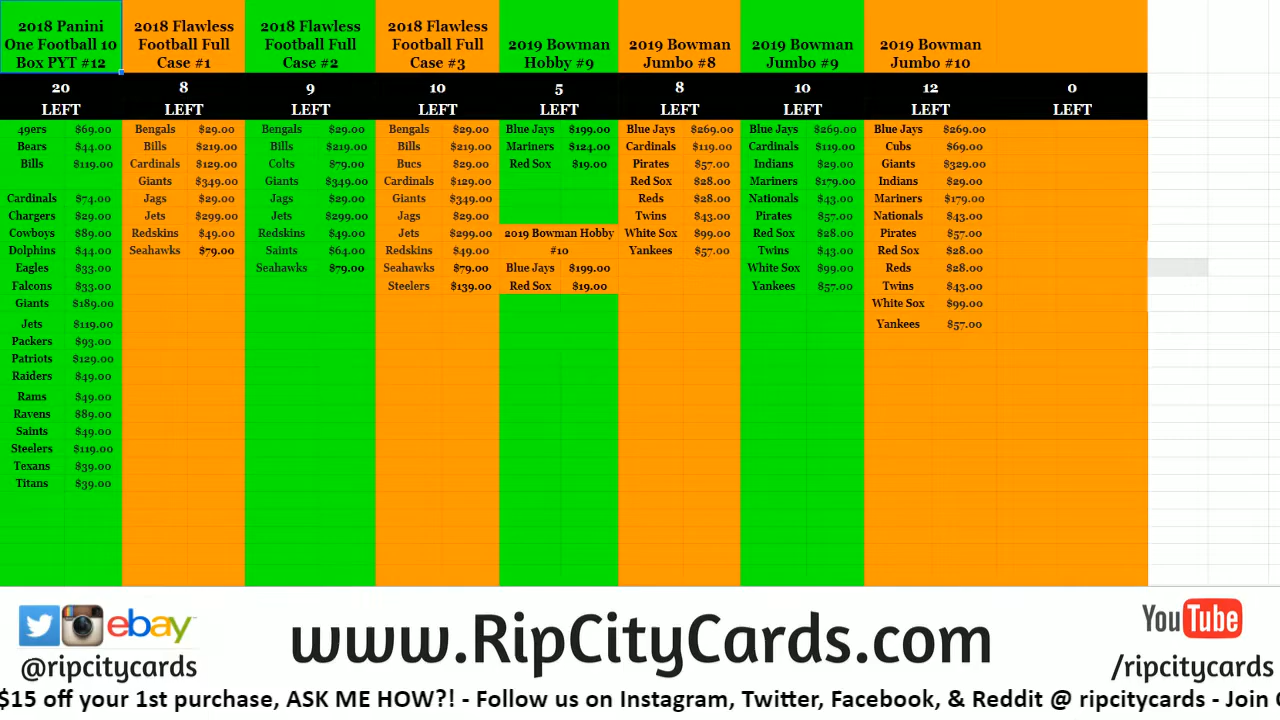 2018 Panini One Football 10 Box PYT #12
20
LEFT
49ers $69.00
Bears $44.00
Bills $119.00
Cardinals $74.00
Chargers $29.00
Cowboys $89.00
Dolphins $44.00
Eagles $33.00
Falcons $33.00
Giants $189.00
Jets $119.00
Packers $93.00
Patriots $129.00
Raiders $49.00
Rams $49.00
Ravens $89.00
Saints $49.00
Steelers $119.00
Texans $39.00
Titans $39.00
2018 Flawless Football Full Case #1
8
LEFT
Bengals $29.00
Bills $219.00
Cardinals $129.00
Giants $349.00
Jags $29.00
Jets $299.00
Redskins $49.00
Seahawks $79.00
2018 Flawless Football Full Case #2
9
LEFT
Bengals $29.00
Bills $219.00
Colts $79.00
Giants $349.00
Jags $29.00
Jets $299.00
Redskins $49.00
Saints $64.00
Seahawks $79.00
2018 Flawless Football Full Case #3
10
LEFT
Bengals $29.00
Bills $219.00
Bucs $29.00
Cardinals $129.00
Giants $349.00
Jags $29.00
Jets $299.00
Redskins $49.00
Seahawks $79.00
Steelers $139.00
2019 Bowman Hobby #9
5
LEFT
Blue Jays $199.00
Mariners $124.00
Red Sox $19.00
2019 Bowman Hobby #10
Blue Jays $199.00
Red Sox $19.00
2019 Bowman Jumbo #8
8
LEFT
Blue Jays $269.00
Cardinals $119.00
Pirates $57.00
Red Sox $28.00
Reds $28.00
Twins $43.00
White Sox $99.00
Yankees $57.00
2019 Bowman Jumbo #9
10
LEFT
Blue Jays $269.00
Cardinals $119.00
Indians $29.00
Mariners $179.00
Nationals $43.00
Pirates $57.00
Red Sox $28.00
Twins $43.00
White Sox $99.00
Yankees $57.00
2019 Bowman Jumbo #10
12
LEFT
Blue Jays $269.00
Cubs $69.00
Giants $329.00
Indians $29.00
Mariners $179.00
Nationals $43.00
Pirates $57.00
Red Sox $28.00
Reds $28.00
Twins $43.00
White Sox $99.00
Yankees $57.00
0
LEFT
ebay
@ripcitycards
www.RipCityCards.com
YouTube
/ripcitycards
$15 off your 1st purchase, ASK ME HOW?! - Follow us on Instagram, Twitter, Facebook, & Reddit @ ripcitycards - Join